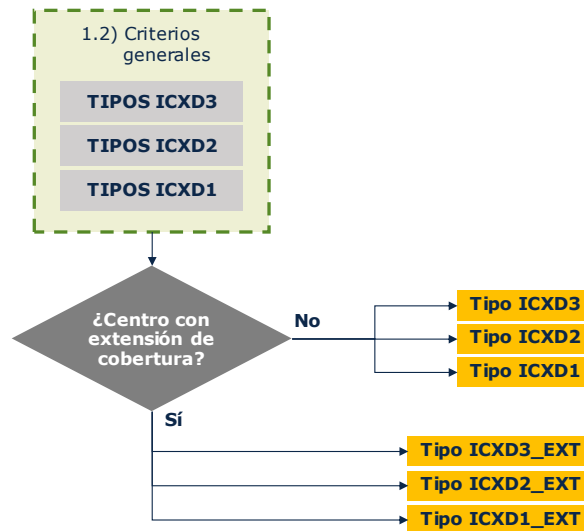 1.2) Criterios
generales
TIPOS ICXD3
TIPOS ICXD2
TIPOS ICXD1
¿Centro con
extensión de
cobertura?
No
Tipo ICXD3
Tipo ICXD2
Tipo ICXD1
Sí
Tipo ICXD3_EXT
Tipo ICXD2_EXT
Tipo ICXD1_EXT